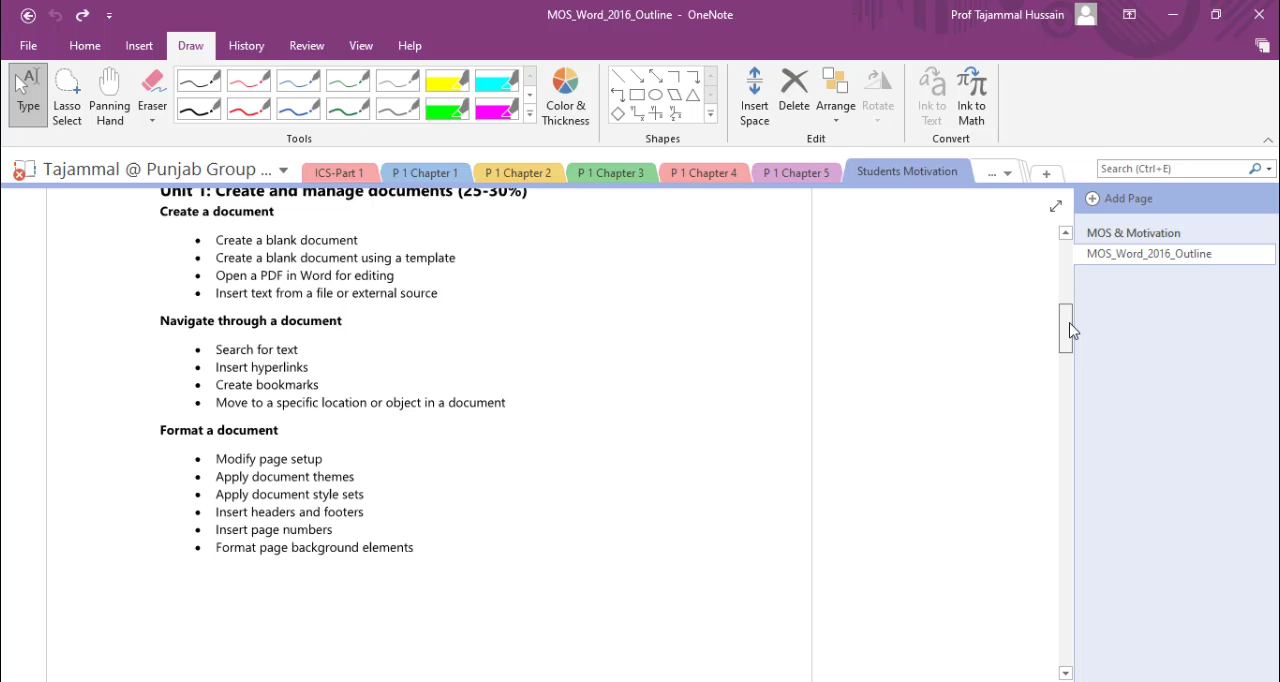 MOS_Word_2016_Outline - OneNote
Prof Tajammal Hussain
File Home Insert Draw History Review View Help
Type
Lasso Select
Panning Hand
Eraser
Color & Thickness
Insert Space
Delete
Arrange
Rotate
Ink to Text
Ink to Math
Tools
Shapes
Edit
Convert
Tajammal @ Punjab Group ...
ICS-Part 1
P 1 Chapter 1
P 1 Chapter 2
P 1 Chapter 3
P 1 Chapter 4
P 1 Chapter 5
Students Motivation
...
Search (Ctrl+E)
Add Page
MOS & Motivation
MOS_Word_2016_Outline
Unit 1: Create and manage documents (25-30%)
Create a document
• Create a blank document
• Create a blank document using a template
• Open a PDF in Word for editing
• Insert text from a file or external source
Navigate through a document
• Search for text
• Insert hyperlinks
• Create bookmarks
• Move to a specific location or object in a document
Format a document
• Modify page setup
• Apply document themes
• Apply document style sets
• Insert headers and footers
• Insert page numbers
• Format page background elements